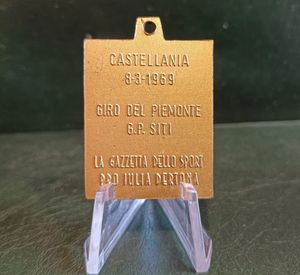 CASTELLANIA
8-3-1969
GIRO DEL PIEMONTE
G.P. SITI
LA GAZZETTA DELLO SPORT
PRO IULIA DERTONA